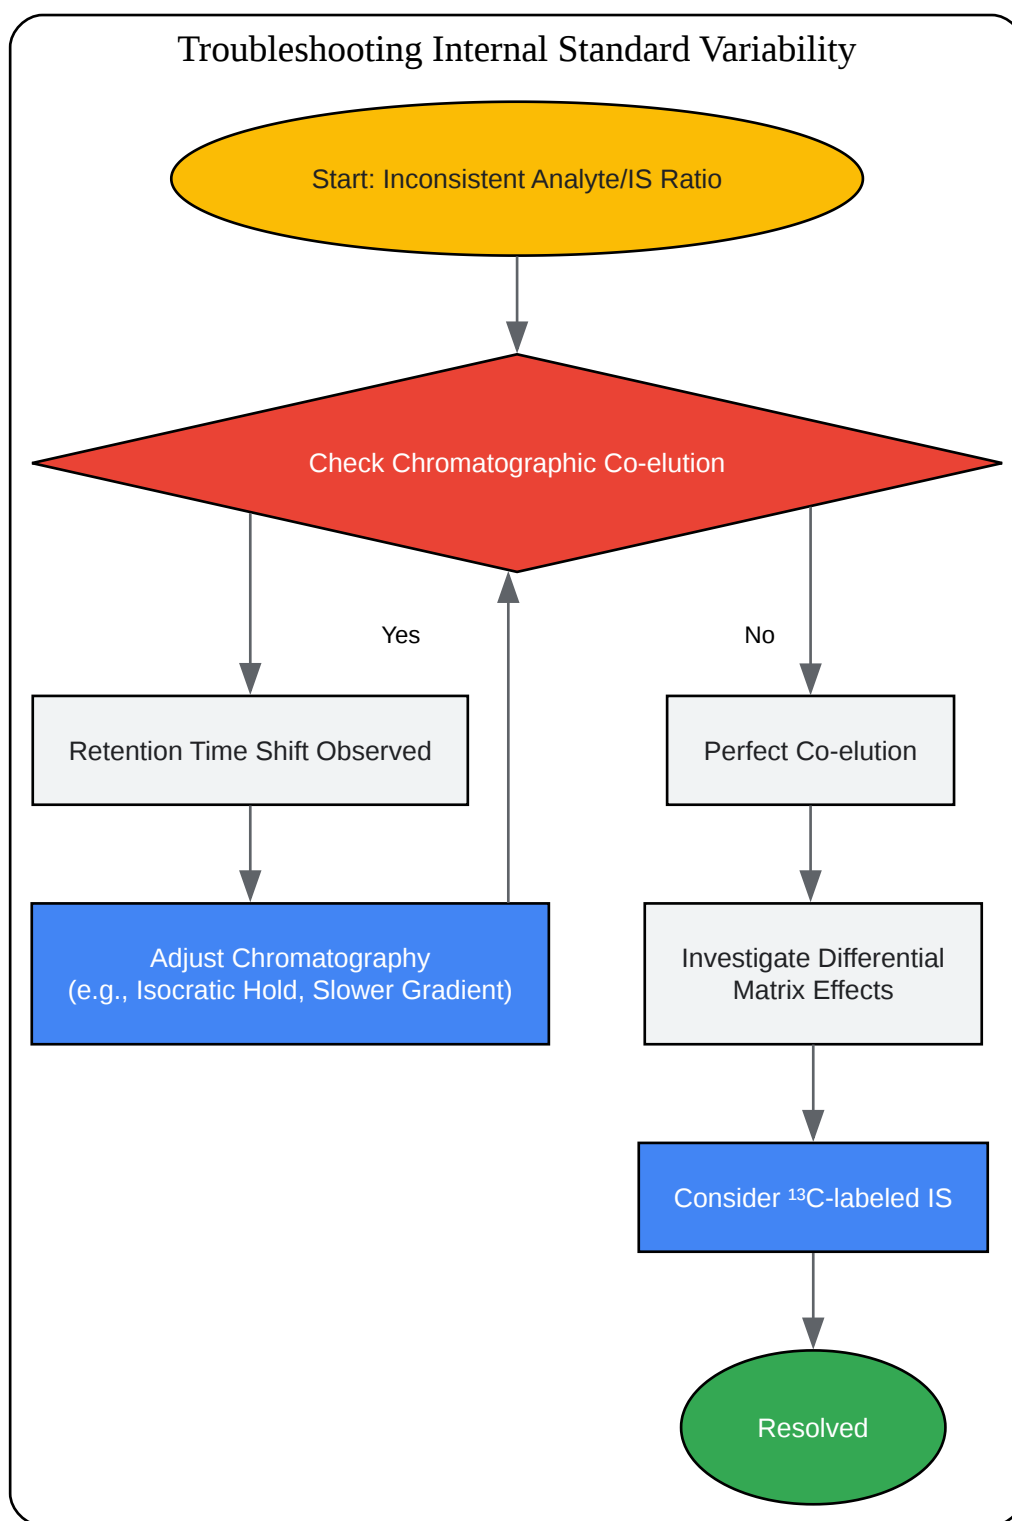 Troubleshooting Internal Standard Variability
Start: Inconsistent Analyte/IS Ratio
Check Chromatographic Co-elution
Yes
No
Retention Time Shift Observed
Perfect Co-elution
Adjust Chromatography
(e.g., Isocratic Hold, Slower Gradient)
Investigate Differential
Matrix Effects
Consider ¹³C-labeled IS
Resolved